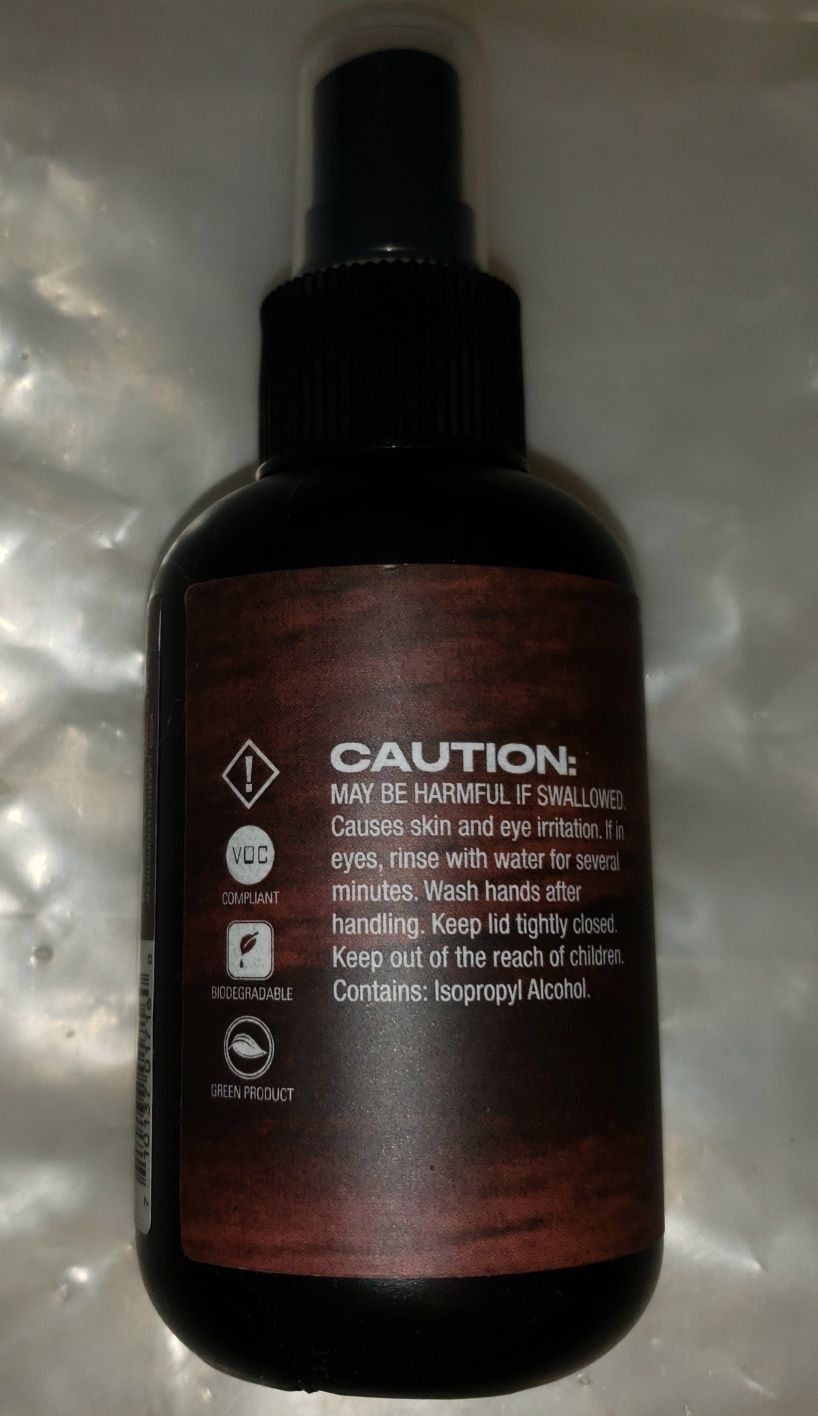 !
VOC
COMPLIANT
BIODEGRADABLE
GREEN PRODUCT
CAUTION:
MAY BE HARMFUL IF SWALLOWED.
Causes skin and eye irritation. If in
eyes, rinse with water for several
minutes. Wash hands after
handling. Keep lid tightly closed.
Keep out of the reach of children.
Contains: Isopropyl Alcohol.